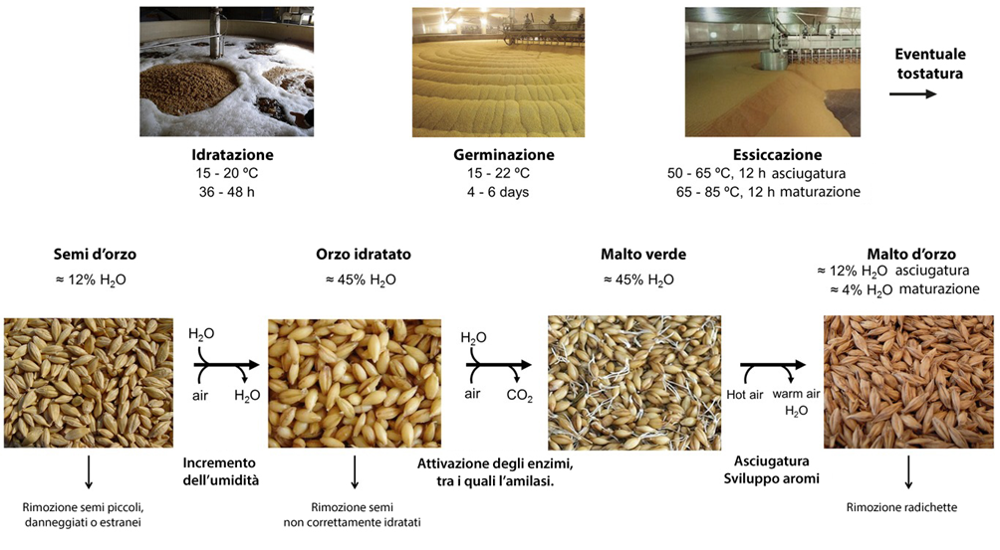 Eventuale
tostatura
Idratazione
15 - 20 ºC
36 - 48 h
Germinazione
15 - 22 ºC
4 - 6 days
Essiccazione
50 - 65 ºC, 12 h asciugatura
65 - 85 ºC, 12 h maturazione
Semi d’orzo
≈ 12% H₂O
Orzo idratato
≈ 45% H₂O
Malto verde
≈ 45% H₂O
Malto d’orzo
≈ 12% H₂O asciugatura
≈ 4% H₂O maturazione
H₂O
air
H₂O
H₂O
air
CO₂
Hot air
warm air
H₂O
Incremento
dell’umidità
Attivazione degli enzimi,
tra i quali l’amilasi.
Asciugatura
Sviluppo aromi
Rimozione semi piccoli,
danneggiati o estranei
Rimozione semi
non correttamente idratati
Rimozione radichette